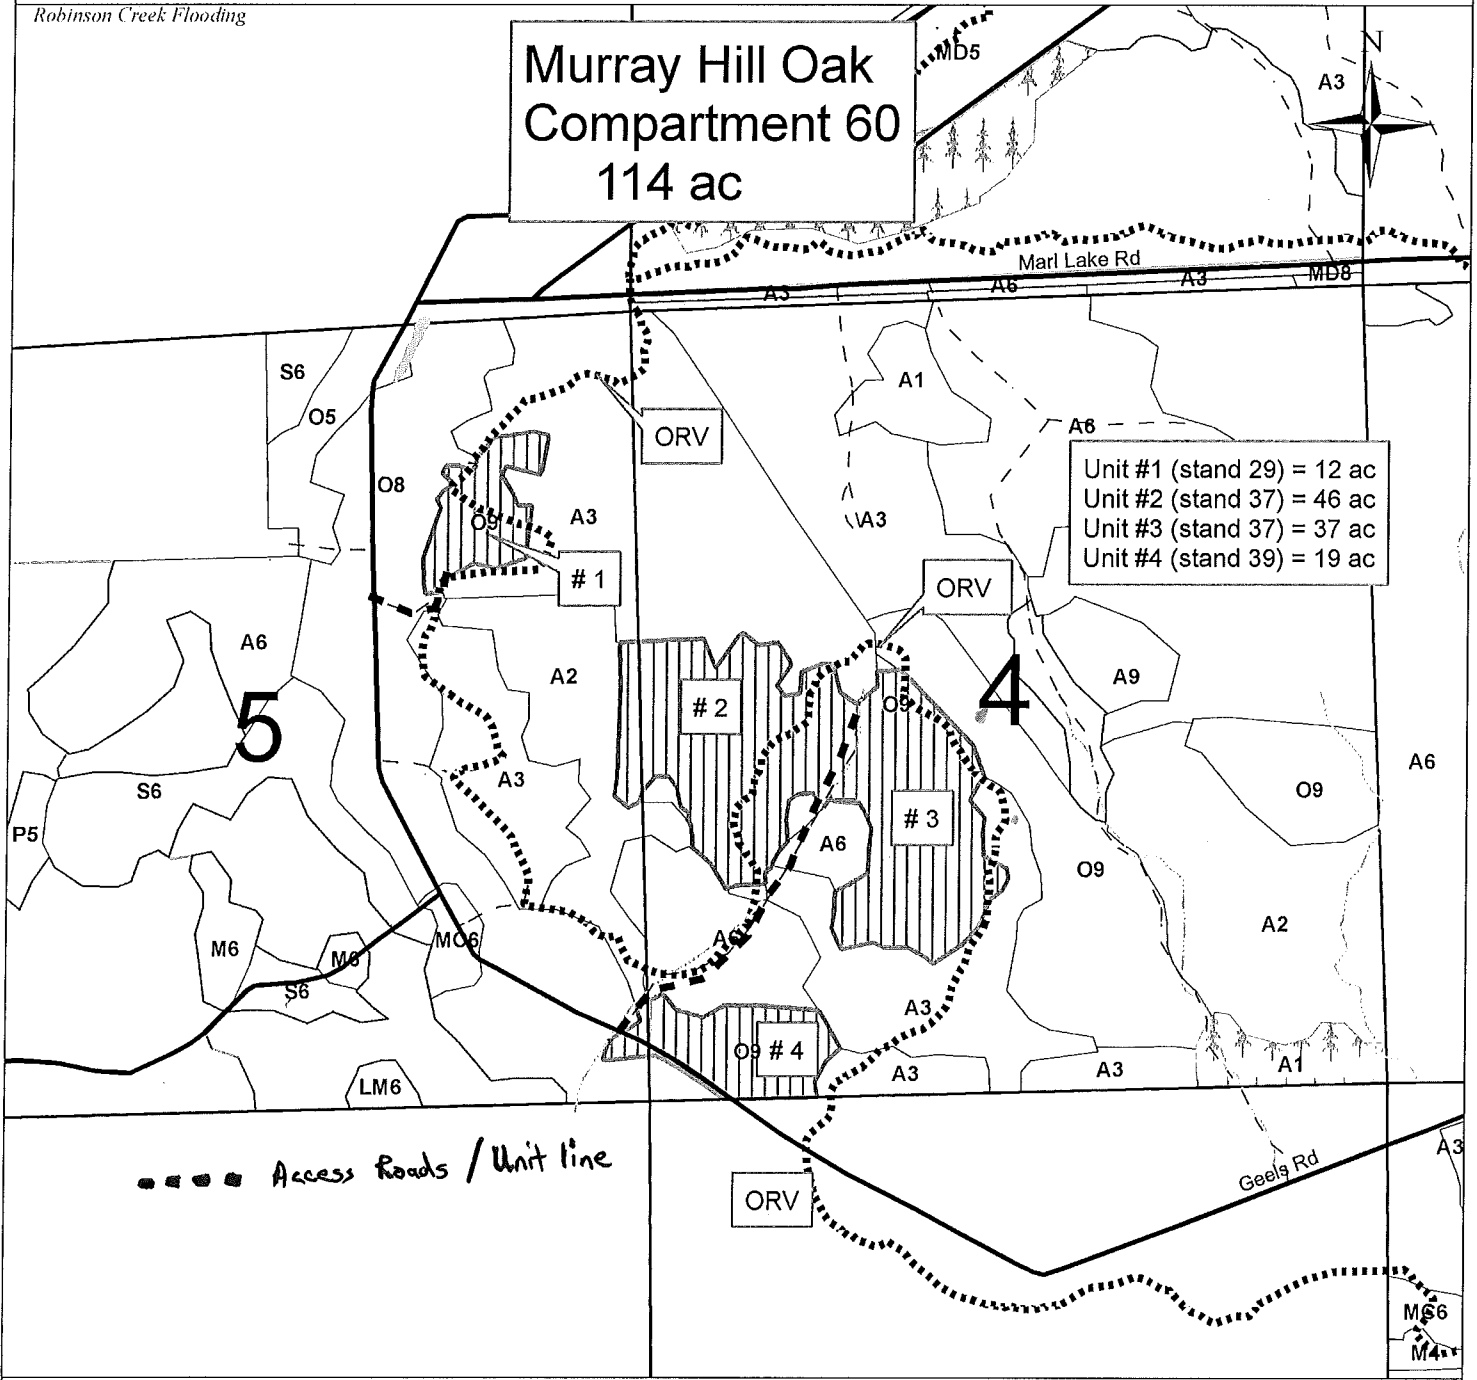 Robinson Creek Flooding
Murray Hill Oak
Compartment 60
114 ac
MD5
N
A3
Marl Lake Rd
A3
A6
A3
MD8
S6
O5
A1
ORV
A6
O8
Unit #1 (stand 29) = 12 ac
Unit #2 (stand 37) = 46 ac
Unit #3 (stand 37) = 37 ac
Unit #4 (stand 39) = 19 ac
O9
A3
A3
# 1
ORV
A6
A2
4
A9
5
# 2
O9
A3
A6
S6
O9
P5
# 3
A6
O9
M6
MC6
A2
M6
S6
A3
O9
# 4
A3
A3
A1
LM6
Access Roads / Unit line
A3
Geels Rd
ORV
MC6
M4